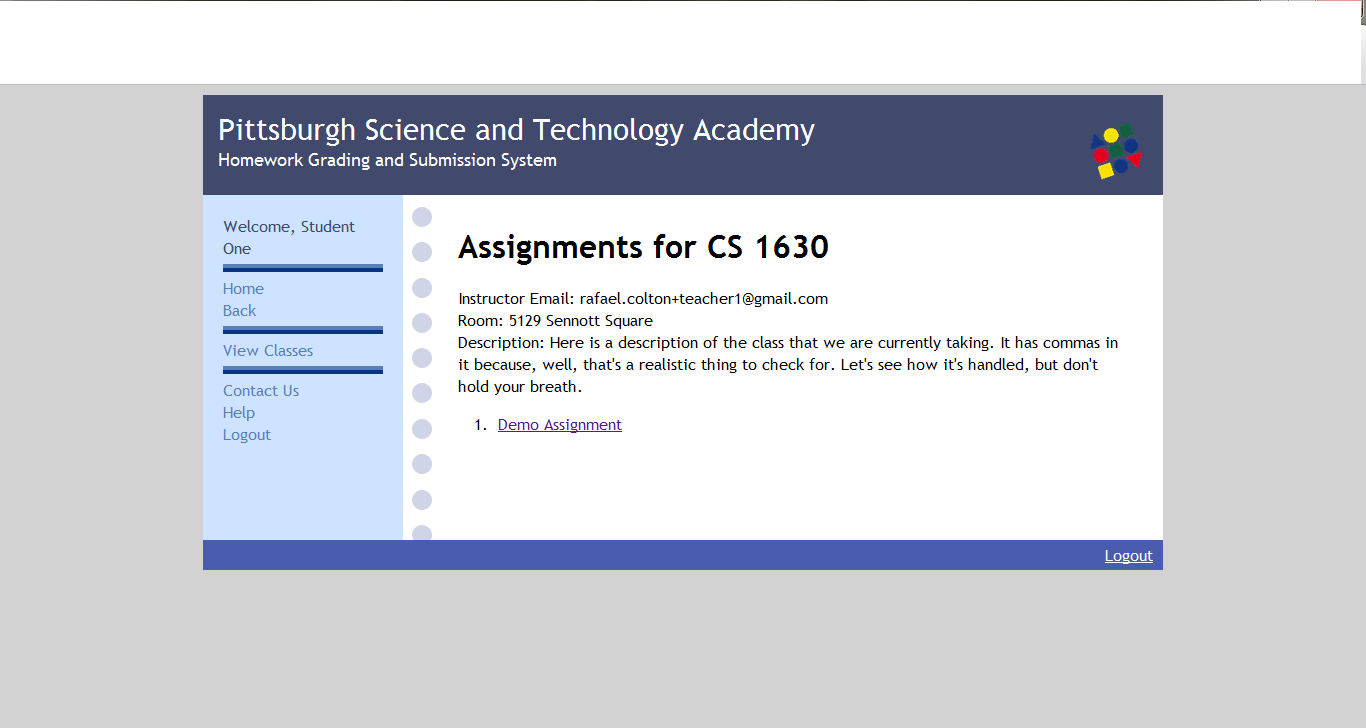 Pittsburgh Science and Technology Academy
Homework Grading and Submission System
Welcome, Student
One
Home
Back
View Classes
Contact Us
Help
Logout
Assignments for CS 1630
Instructor Email: rafael.colton+teacher1@gmail.com
Room: 5129 Sennott Square
Description: Here is a description of the class that we are currently taking. It has commas in
it because, well, that's a realistic thing to check for. Let's see how it's handled, but don't
hold your breath.
1. Demo Assignment
Logout